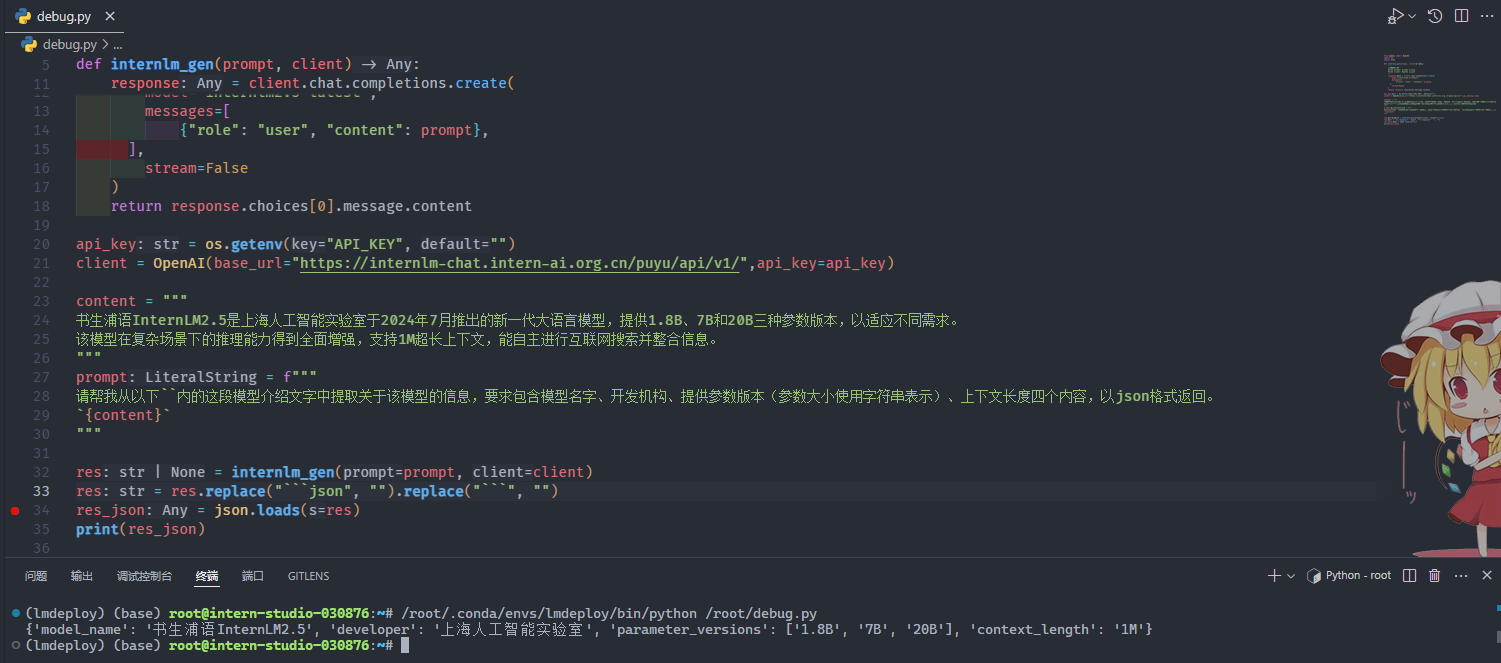 debug.py
debug.py > ...
5 def internlm_gen(prompt, client) -> Any:
11 response: Any = client.chat.completions.create(
13 messages=[
14 {"role": "user", "content": prompt},
15 ],
16 stream=False
17 )
18 return response.choices[0].message.content
19
20 api_key: str = os.getenv(key="API_KEY", default="")
21 client = OpenAI(base_url="https://internlm-chat.intern-ai.org.cn/puyu/api/v1/",api_key=api_key)
22
23 content = """
24 书生浦语InternLM2.5是上海人工智能实验室于2024年7月推出的新一代大语言模型，提供1.8B、7B和20B三种参数版本，以适应不同需求。
25 该模型在复杂场景下的推理能力得到全面增强，支持1M超长上下文，能自主进行互联网搜索并整合信息。
26 """
27 prompt: LiteralString = f"""
28 请帮我从以下``内的这段模型介绍文字中提取关于该模型的信息，要求包含模型名字、开发机构、提供参数版本（参数大小使用字符串表示）、上下文长度四个内容，以json格式返回。
29 `{content}`
30 """
31
32 res: str | None = internlm_gen(prompt=prompt, client=client)
33 res: str = res.replace("```json", "").replace("```", "")
34 res_json: Any = json.loads(s=res)
35 print(res_json)
36
问题 输出 调试控制台 终端 端口 GITLENS Python - root
(lmdeploy) (base) root@intern-studio-030876:~# /root/.conda/envs/lmdeploy/bin/python /root/debug.py
{'model_name': '书生浦语InternLM2.5', 'developer': '上海人工智能实验室', 'parameter_versions': ['1.8B', '7B', '20B'], 'context_length': '1M'}
(lmdeploy) (base) root@intern-studio-030876:~#